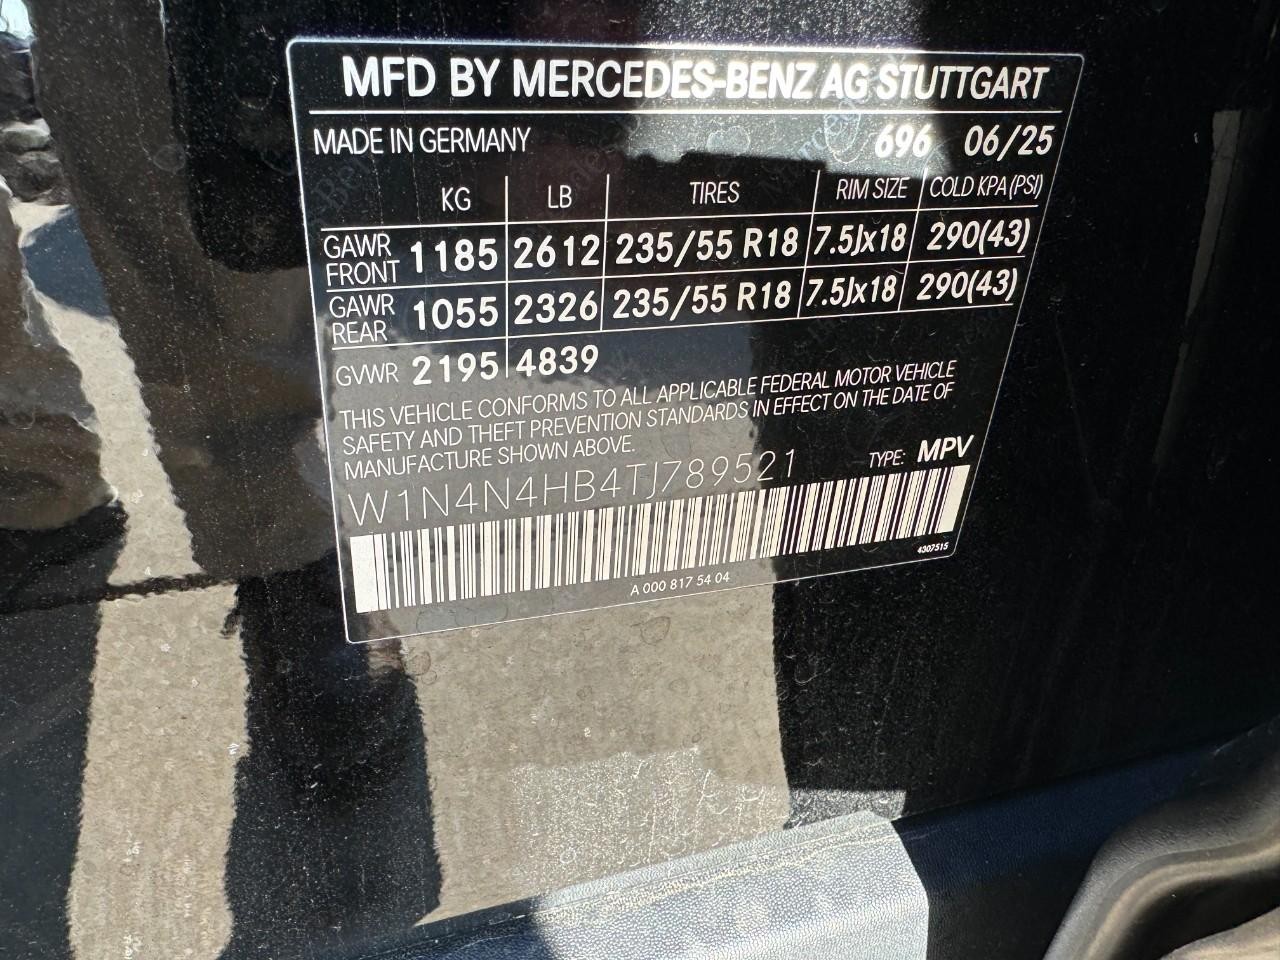 MFD BY MERCEDES-BENZ AG STUTTGART
MADE IN GERMANY 696 06/25
KG LB TIRES RIM SIZE COLD KPA (PSI)
GAWR FRONT 1185 2612 235/55 R18 7.5Jx18 290(43)
GAWR REAR 1055 2326 235/55 R18 7.5Jx18 290(43)
GVWR 2195 4839
THIS VEHICLE CONFORMS TO ALL APPLICABLE FEDERAL MOTOR VEHICLE
SAFETY AND THEFT PREVENTION STANDARDS IN EFFECT ON THE DATE OF
MANUFACTURE SHOWN ABOVE.
W1N4N4HB4TJ789521 TYPE: MPV
4307515
A 000 817 54 04